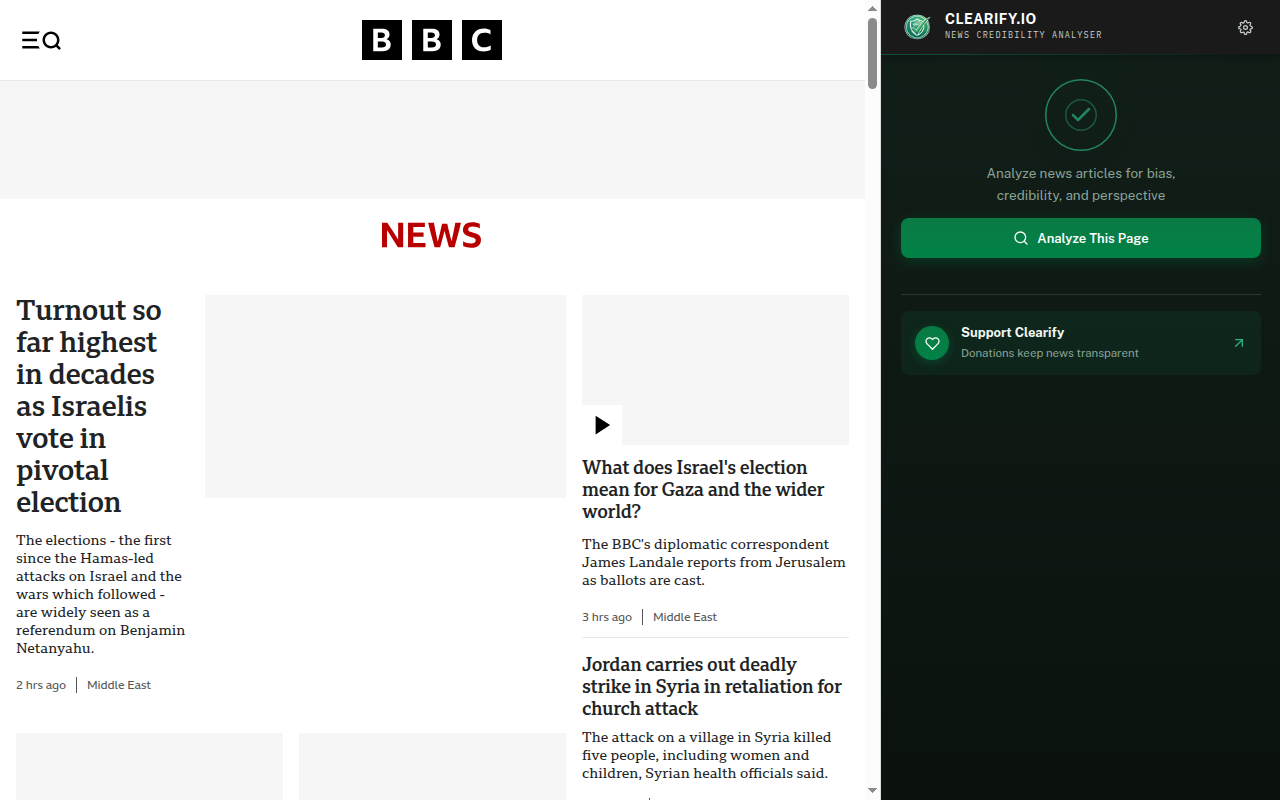 BBC
NEWS
Turnout so
far highest
in decades
as Israelis
vote in
pivotal
election
The elections - the first
since the Hamas-led
attacks on Israel and the
wars which followed -
are widely seen as a
referendum on Benjamin
Netanyahu.
2 hrs ago | Middle East
What does Israel's election
mean for Gaza and the wider
world?
The BBC's diplomatic correspondent
James Landale reports from Jerusalem
as ballots are cast.
3 hrs ago | Middle East
Jordan carries out deadly
strike in Syria in retaliation for
church attack
The attack on a village in Syria killed
five people, including women and
children, Syrian health officials said.
CLEARIFY.IO
NEWS CREDIBILITY ANALYSER
Analyze news articles for bias,
credibility, and perspective
Analyze This Page
Support Clearify
Donations keep news transparent